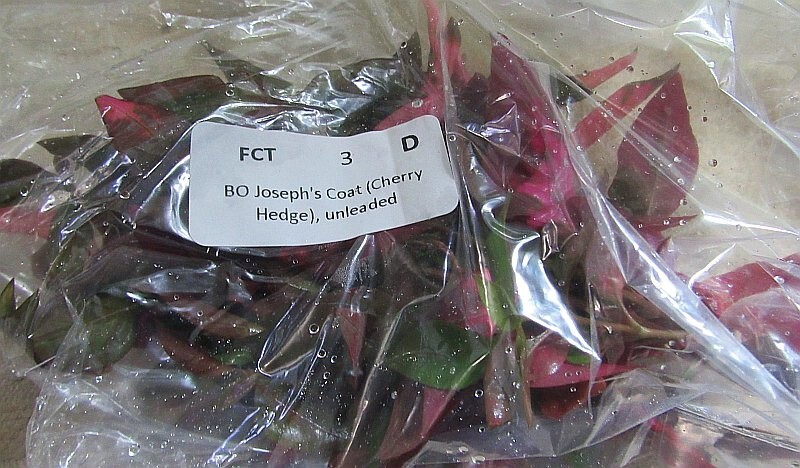 FCT 3 D
BO Joseph's Coat (Cherry
Hedge), unleaded